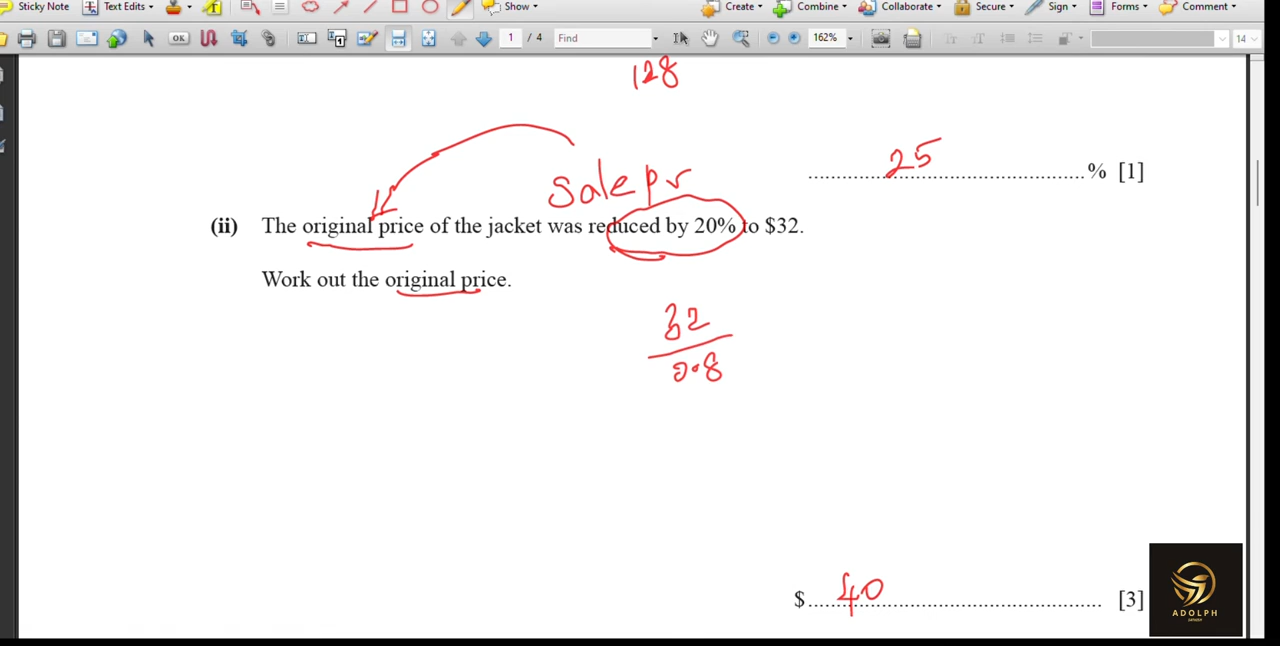 Sticky Note Text Edits Show Create Combine Collaborate Secure Sign Forms Comment
OK 1 / 4 Find 162% 14
128
25
% [1]
sale pr
(ii) The original price of the jacket was reduced by 20% to $32.
Work out the original price.
32
0.8
$ 40 [3]
ADOLPH